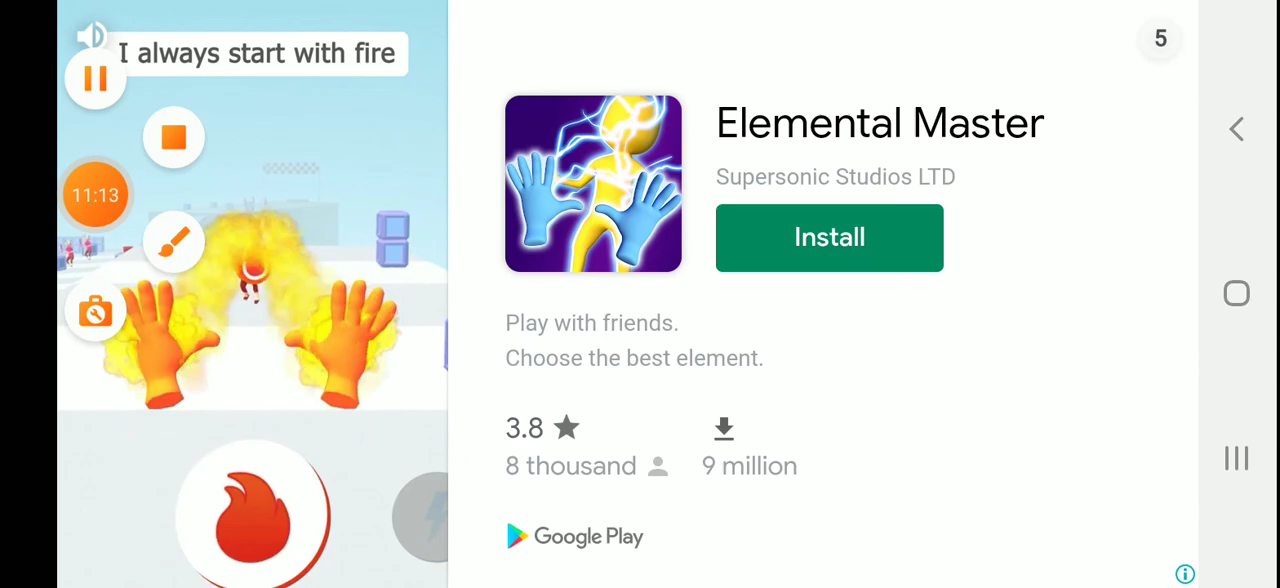 I always start with fire
11:13
5
Elemental Master
Supersonic Studios LTD
Install
Play with friends.
Choose the best element.
3.8
8 thousand
9 million
Google Play